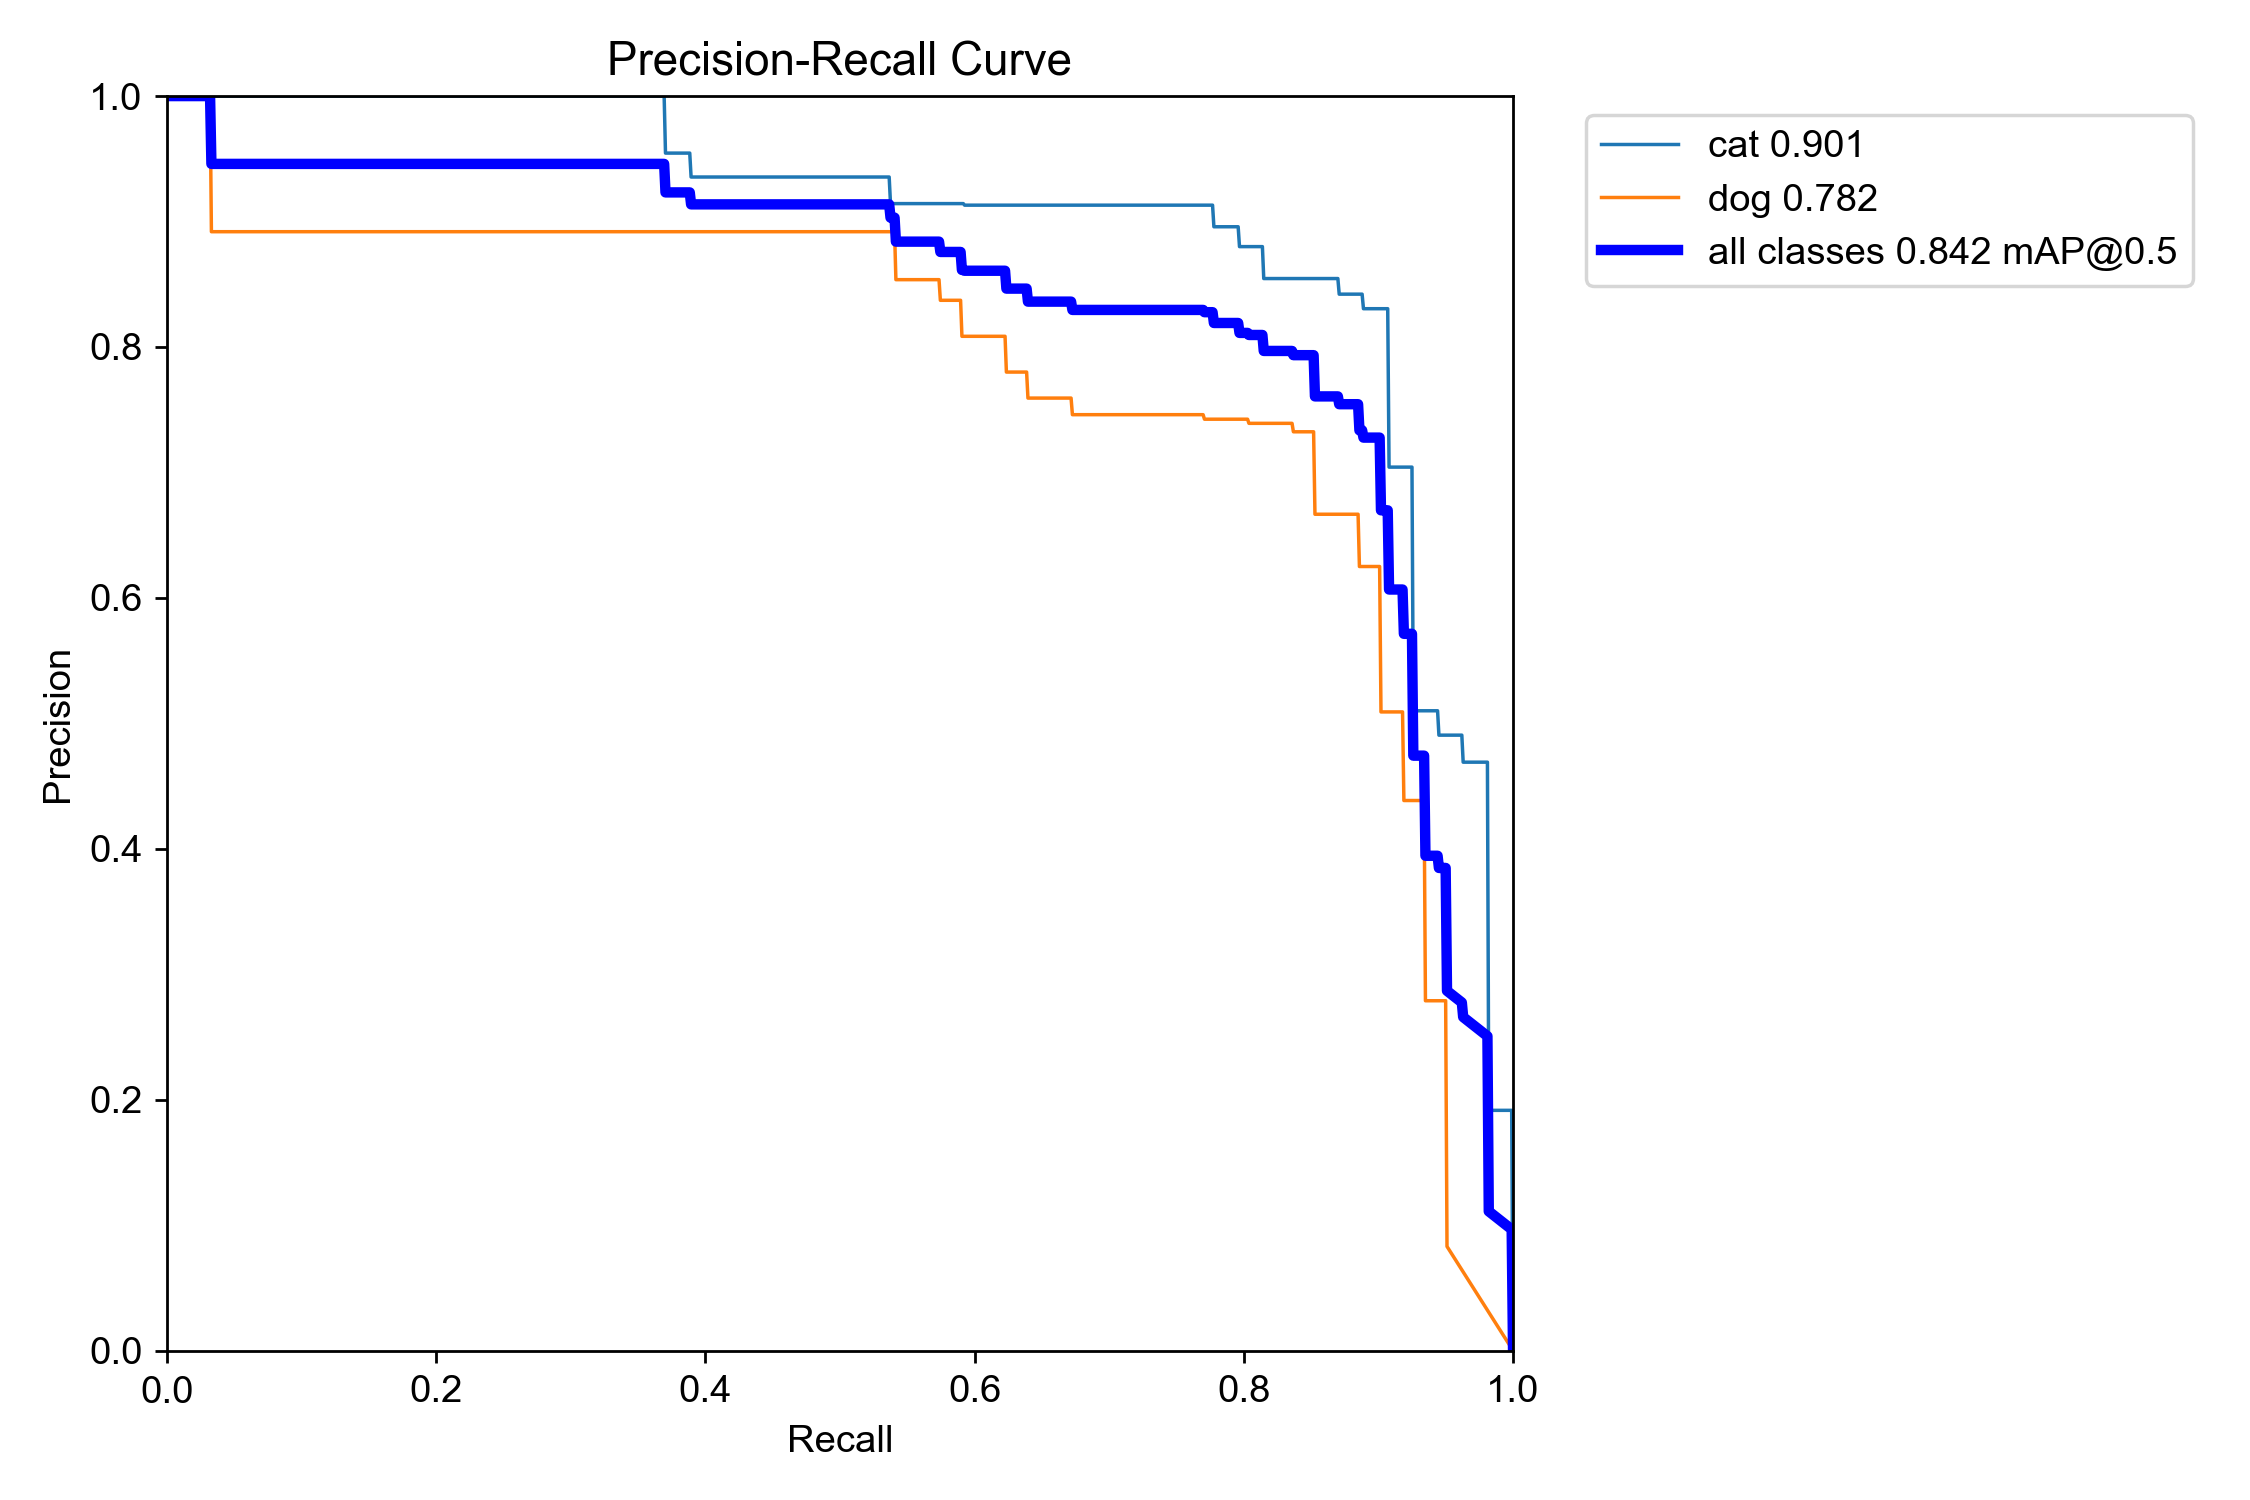 Precision-Recall Curve
1.0
0.8
0.6
0.4
0.2
0.0
Precision
0.0 0.2 0.4 0.6 0.8 1.0
Recall
cat 0.901
dog 0.782
all classes 0.842 mAP@0.5